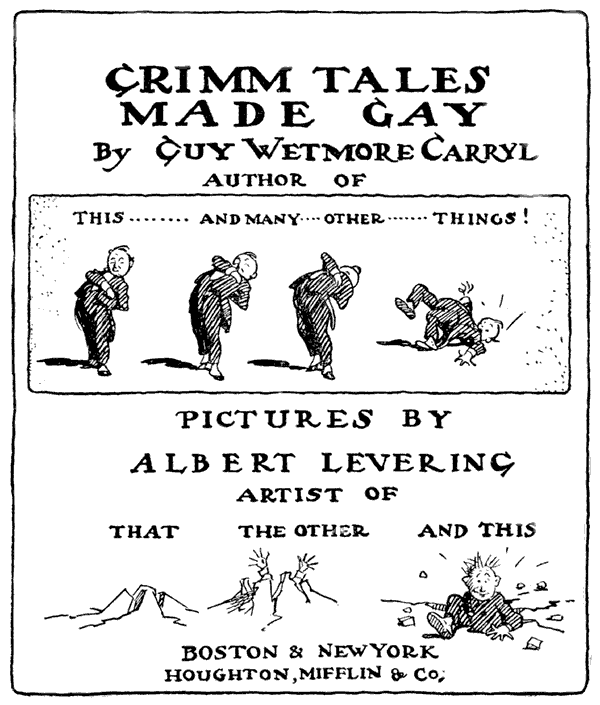 GRIMM TALES
MADE GAY
By GUY WETMORE CARRYL
AUTHOR OF
THIS ........ AND MANY .... OTHER ...... THINGS!
PICTURES BY
ALBERT LEVERING
ARTIST OF
THAT THE OTHER AND THIS
BOSTON & NEW YORK
HOUGHTON, MIFFLIN & Co;